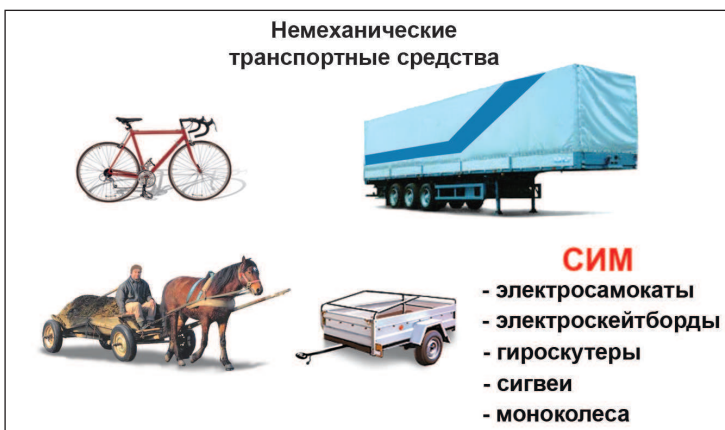 Немеханические
транспортные средства
СИМ
- электросамокаты
- электроскейтборды
- гироскутеры
- сигвеи
- моноколеса